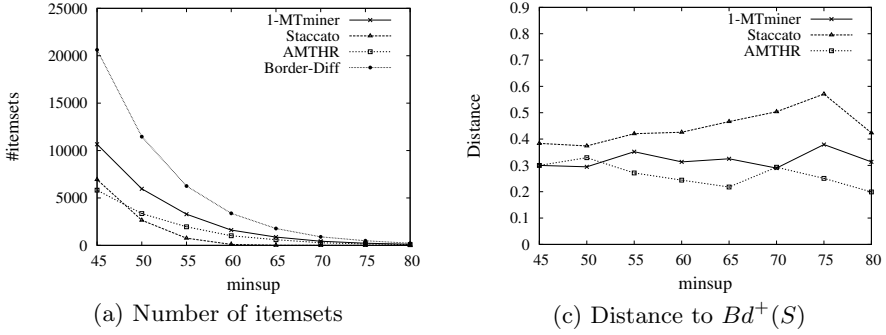 25000
20000
15000
10000
5000
0
#itemsets
45 50 55 60 65 70 75 80
minsup
1-MTminer
Staccato
AMTHR
Border-Diff
(a) Number of itemsets
0.9
0.8
0.7
0.6
0.5
0.4
0.3
0.2
0.1
0
Distance
45 50 55 60 65 70 75 80
minsup
1-MTminer
Staccato
AMTHR
(c) Distance to Bd⁺(S)